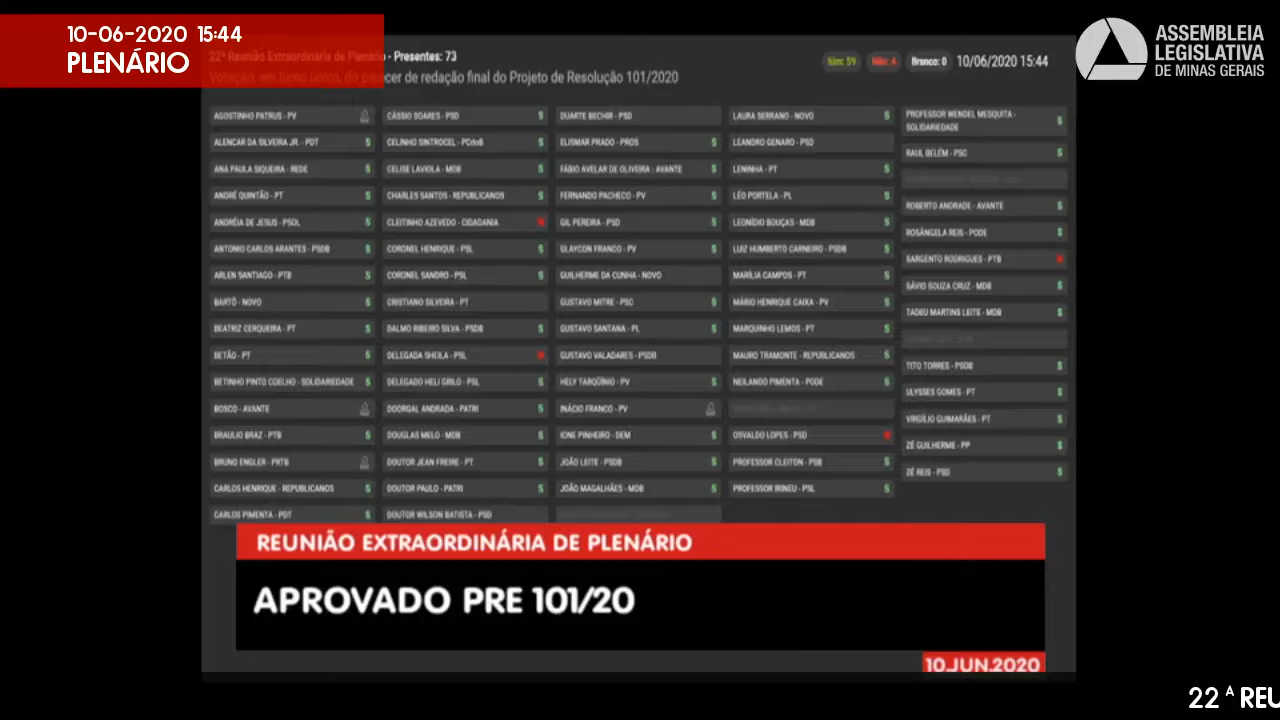 10-06-2020 15:44
PLENÁRIO
ASSEMBLEIA
LEGISLATIVA
DE MINAS GERAIS
22ª Reunião Extraordinária de Plenário - Presentes: 73
Votação, em turno único, do parecer de redação final do Projeto de Resolução 101/2020
Sim: 59 Não: 4 Branco: 0 10/06/2020 15:44
AGOSTINHO PATRUS - PV
ALENCAR DA SILVEIRA JR. - PDT S
ANA PAULA SIQUEIRA - REDE S
ANDRÉ QUINTÃO - PT S
ANDRÉIA DE JESUS - PSOL S
ANTONIO CARLOS ARANTES - PSDB S
ARLEN SANTIAGO - PTB S
BARTÔ - NOVO S
BEATRIZ CERQUEIRA - PT S
BETÃO - PT S
BETINHO PINTO COELHO - SOLIDARIEDADE S
BOSCO - AVANTE
BRAULIO BRAZ - PTB S
BRUNO ENGLER - PRTB
CARLOS HENRIQUE - REPUBLICANOS S
CARLOS PIMENTA - PDT S
CÁSSIO SOARES - PSD S
CELINHO SINTROCEL - PCdoB S
CELISE LAVIOLA - MDB S
CHARLES SANTOS - REPUBLICANOS S
CLEITINHO AZEVEDO - CIDADANIA
CORONEL HENRIQUE - PSL S
CORONEL SANDRO - PSL S
CRISTIANO SILVEIRA - PT
DALMO RIBEIRO SILVA - PSDB S
DELEGADA SHEILA - PSL
DELEGADO HELI GRILO - PSL S
DOORGAL ANDRADA - PATRI S
DOUGLAS MELO - MDB S
DOUTOR JEAN FREIRE - PT S
DOUTOR PAULO - PATRI S
DOUTOR WILSON BATISTA - PSD
DUARTE BECHIR - PSD
ELISMAR PRADO - PROS S
FÁBIO AVELAR DE OLIVEIRA - AVANTE S
FERNANDO PACHECO - PV S
GIL PEREIRA - PSD S
GLAYCON FRANCO - PV S
GUILHERME DA CUNHA - NOVO
GUSTAVO MITRE - PSC S
GUSTAVO SANTANA - PL S
GUSTAVO VALADARES - PSDB
HELY TARQÜÍNIO - PV S
INÁCIO FRANCO - PV
IONE PINHEIRO - DEM S
JOÃO LEITE - PSDB S
JOÃO MAGALHÃES - MDB S
LAURA SERRANO - NOVO S
LEANDRO GENARO - PSD
LENINHA - PT S
LÉO PORTELA - PL S
LEONÍDIO BOUÇAS - MDB S
LUIZ HUMBERTO CARNEIRO - PSDB S
MARÍLIA CAMPOS - PT S
MÁRIO HENRIQUE CAIXA - PV S
MARQUINHO LEMOS - PT S
MAURO TRAMONTE - REPUBLICANOS S
NEILANDO PIMENTA - PODE S
OSVALDO LOPES - PSD
PROFESSOR CLEITON - PSB S
PROFESSOR IRINEU - PSL S
PROFESSOR WENDEL MESQUITA -
SOLIDARIEDADE S
RAUL BELÉM - PSC S
ROBERTO ANDRADE - AVANTE S
ROSÂNGELA REIS - PODE S
SARGENTO RODRIGUES - PTB
SÁVIO SOUZA CRUZ - MDB S
TADEU MARTINS LEITE - MDB S
TITO TORRES - PSDB S
ULYSSES GOMES - PT S
VIRGÍLIO GUIMARÃES - PT S
ZÉ GUILHERME - PP S
ZÉ REIS - PSD S
REUNIÃO EXTRAORDINÁRIA DE PLENÁRIO
APROVADO PRE 101/20
10.JUN.2020
22 ª REU